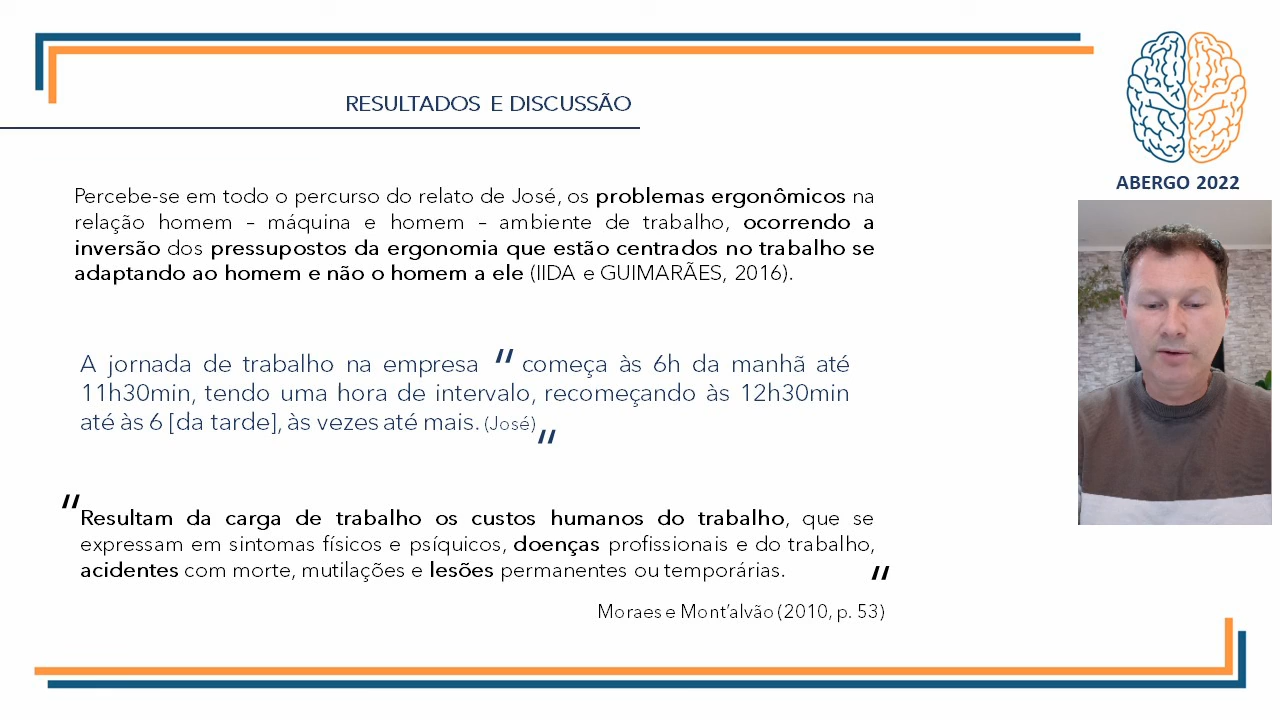 RESULTADOS E DISCUSSÃO
ABERGO 2022
Percebe-se em todo o percurso do relato de José, os problemas ergonômicos na
relação homem – máquina e homem – ambiente de trabalho, ocorrendo a
inversão dos pressupostos da ergonomia que estão centrados no trabalho se
adaptando ao homem e não o homem a ele (IIDA e GUIMARÃES, 2016).
A jornada de trabalho na empresa " começa às 6h da manhã até
11h30min, tendo uma hora de intervalo, recomeçando às 12h30min
até às 6 [da tarde], às vezes até mais. (José) "
"Resultam da carga de trabalho os custos humanos do trabalho, que se
expressam em sintomas físicos e psíquicos, doenças profissionais e do trabalho,
acidentes com morte, mutilações e lesões permanentes ou temporárias. "
Moraes e Mont'alvão (2010, p. 53)